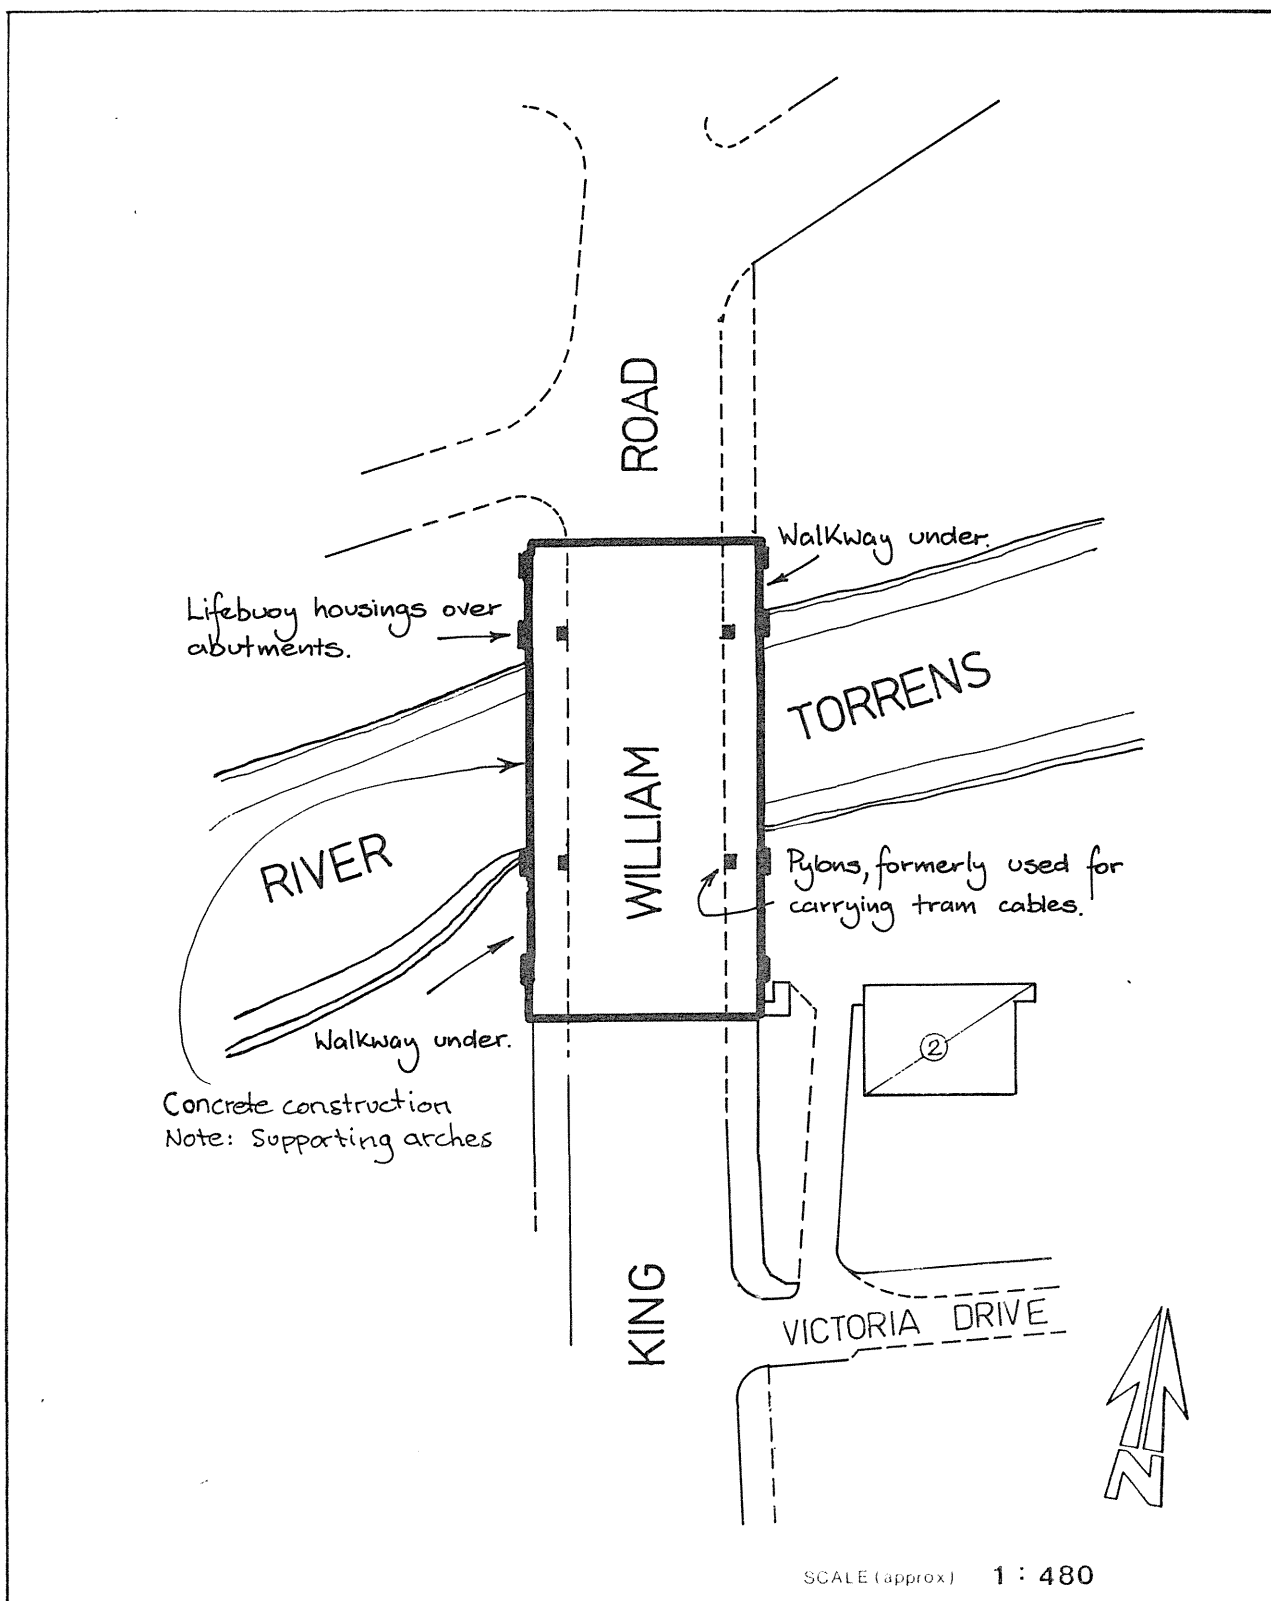 ROAD
Walkway under.
Lifebuoy housings over
abutments.
TORRENS
WILLIAM
RIVER
Pylons, formerly used for
carrying tram cables.
Walkway under.
2
Concrete construction
Note: Supporting arches
KING
VICTORIA DRIVE
N
SCALE (approx) 1 : 480